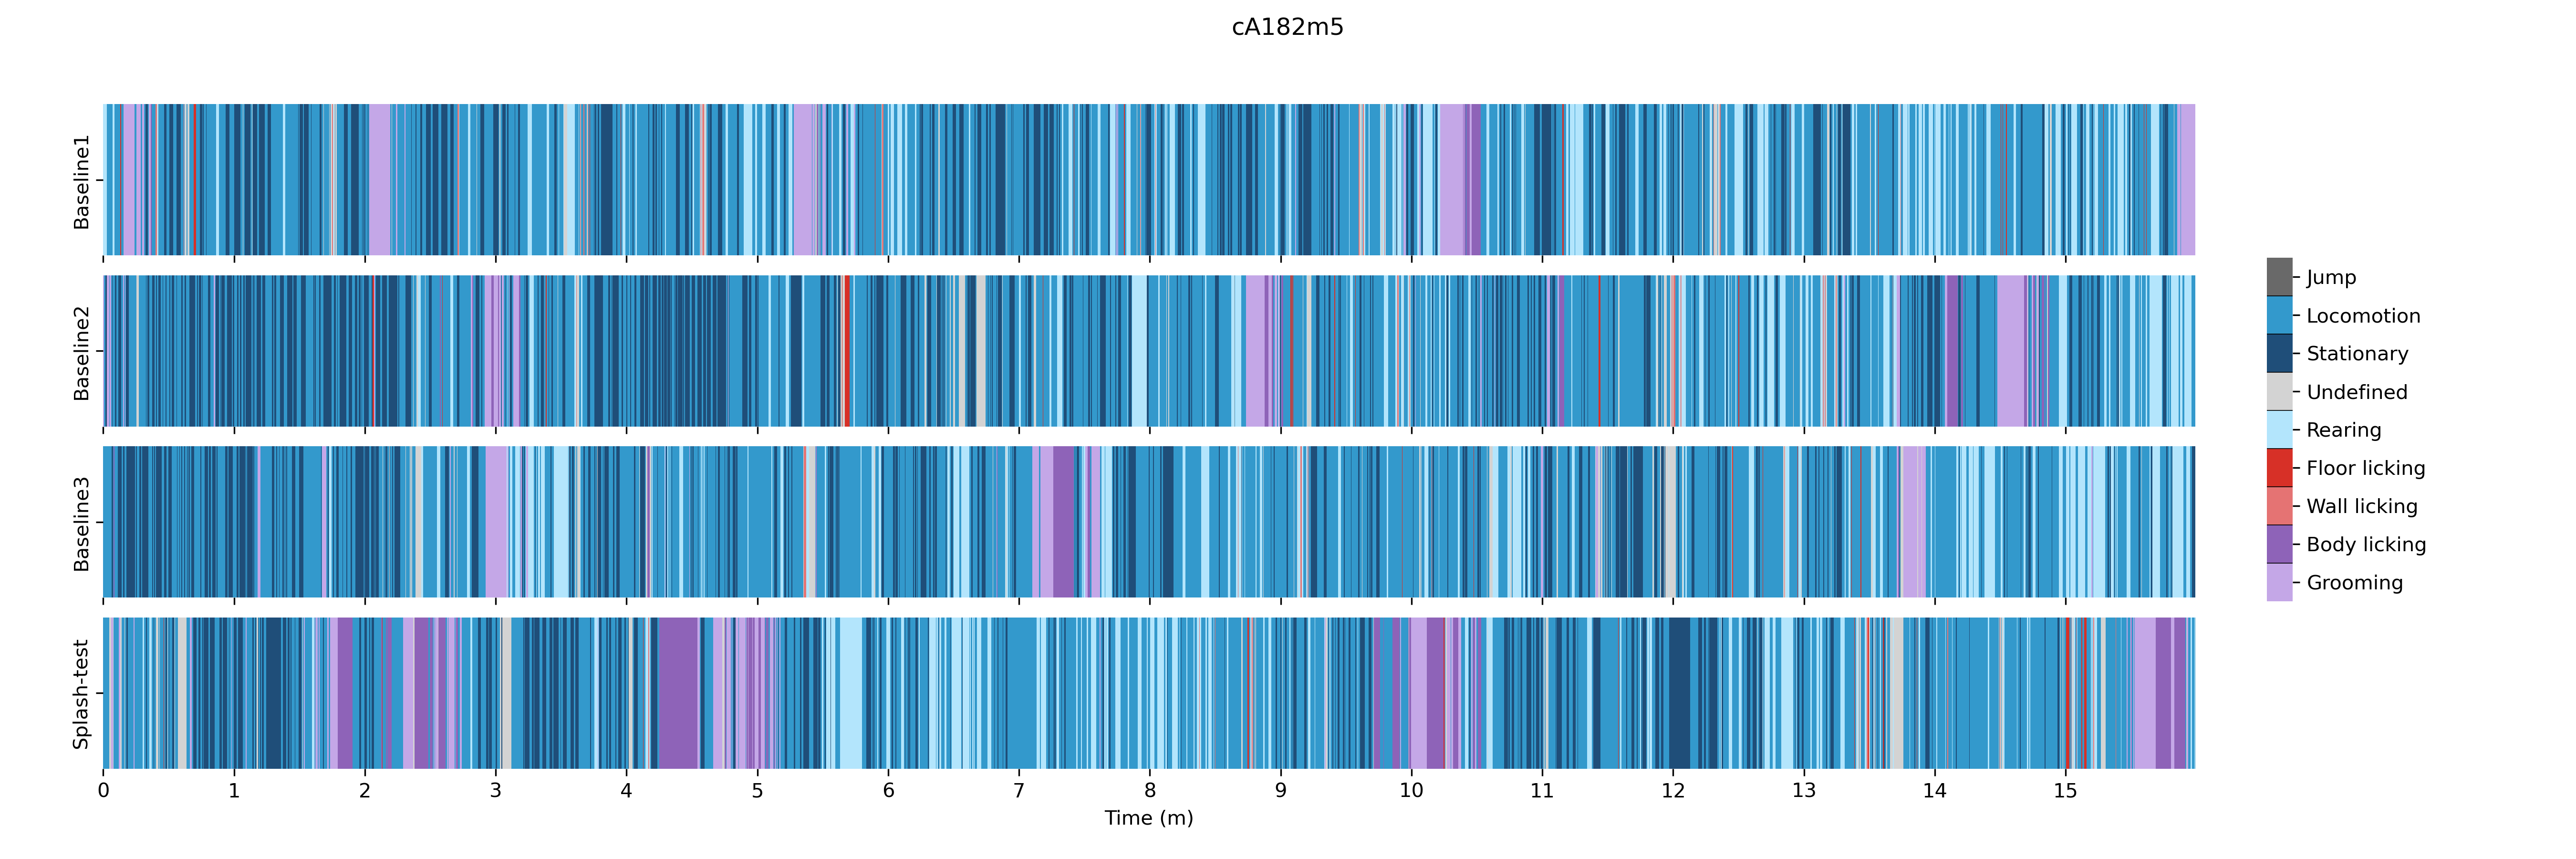 cA182m5
Baseline1
Baseline2
Baseline3
Splash-test
0 1 2 3 4 5 6 7 8 9 10 11 12 13 14 15
Time (m)
Jump
Locomotion
Stationary
Undefined
Rearing
Floor licking
Wall licking
Body licking
Grooming